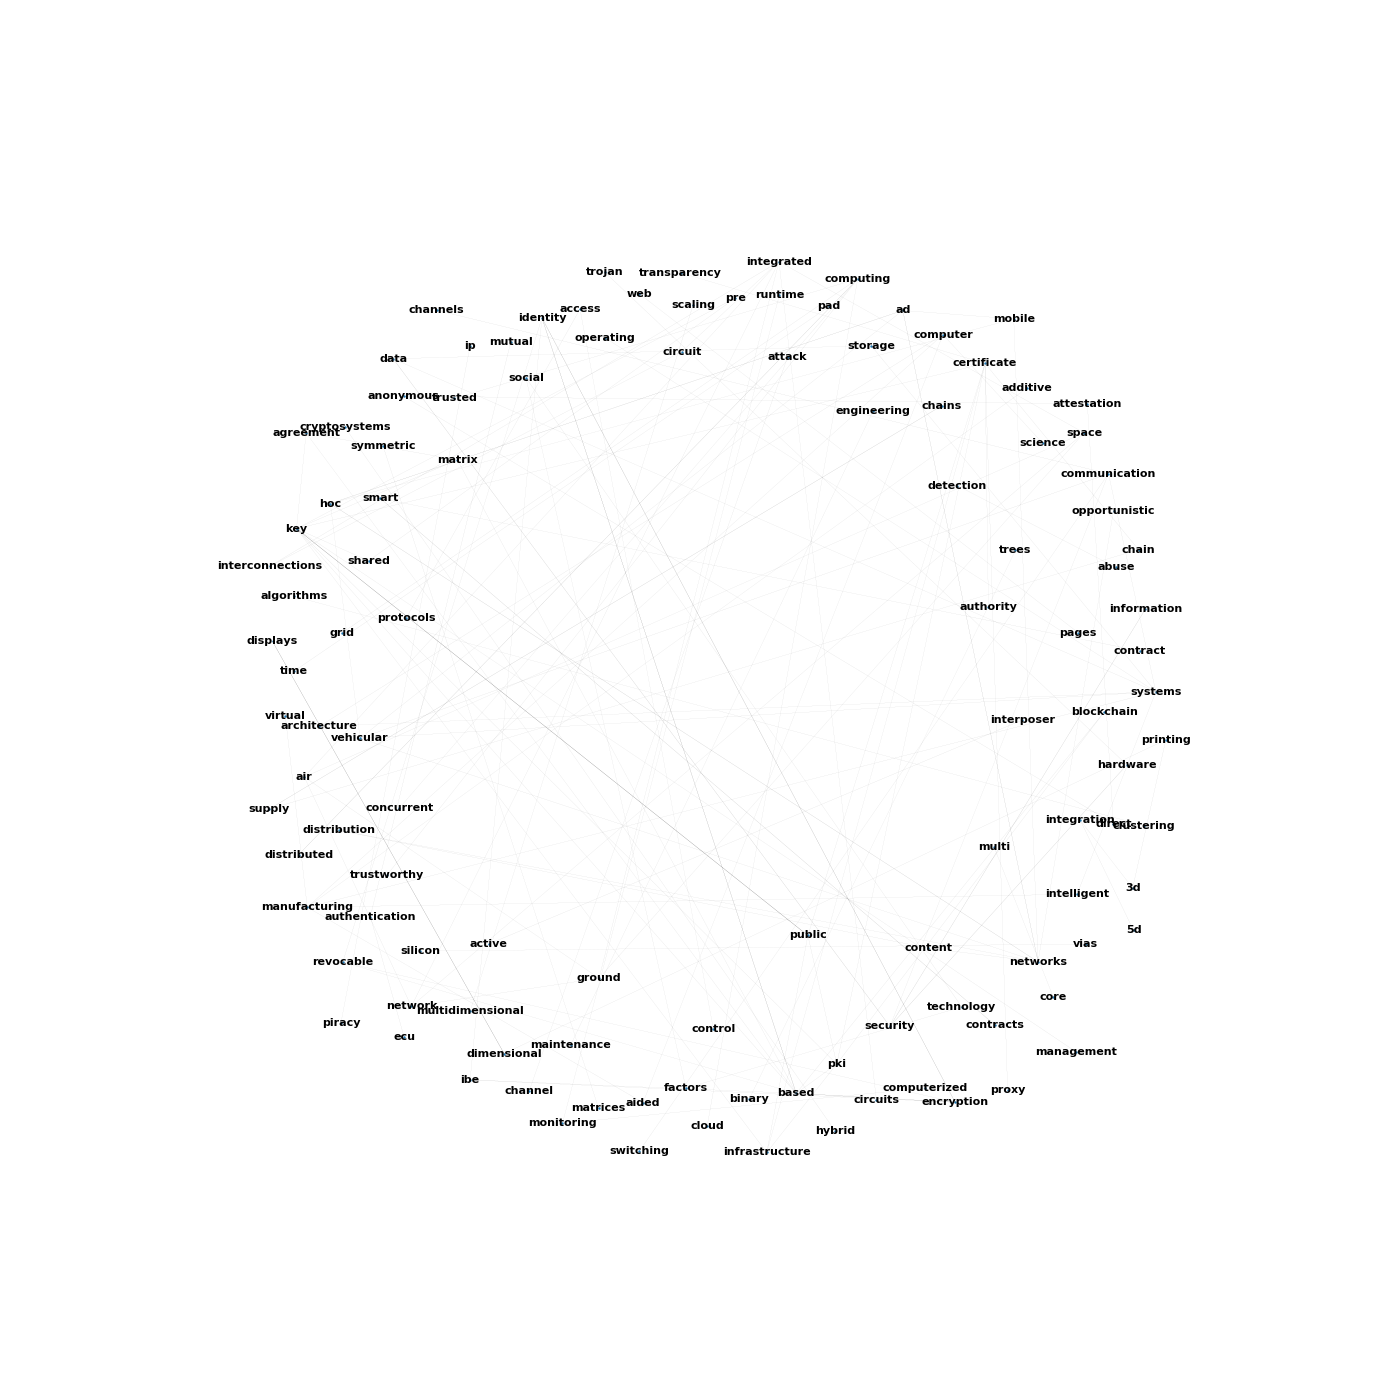 integrated
trojan
transparency
computing
web
pre
runtime
scaling
pad
channels
identity
access
ad
mobile
ip
mutual
operating
computer
data
circuit
attack
storage
certificate
social
additive
anonymous
trusted
engineering
chains
attestation
cryptosystems
agreement
symmetric
space
science
matrix
communication
detection
hoc
smart
opportunistic
key
interconnections
shared
trees
chain
abuse
algorithms
protocols
authority
information
displays
grid
pages
contract
time
systems
virtual
architecture
vehicular
interposer
blockchain
printing
air
hardware
supply
concurrent
distribution
integration
direct
clustering
distributed
multi
trustworthy
manufacturing
authentication
intelligent
3d
public
5d
silicon
active
content
vias
revocable
ground
networks
network
multidimensional
technology
core
piracy
ecu
control
security
contracts
dimensional
maintenance
management
pki
ibe
channel
factors
based
computerized
encryption
proxy
matrices
aided
binary
circuits
monitoring
cloud
hybrid
switching
infrastructure